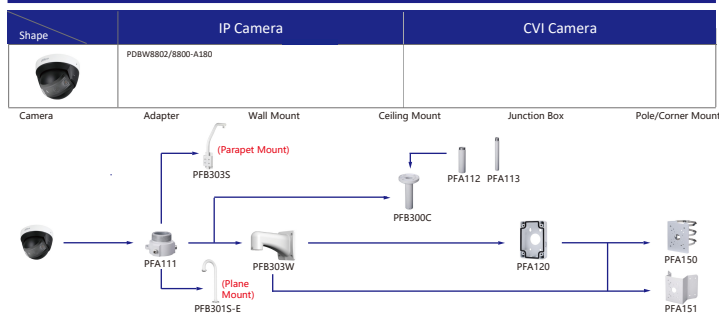 Shape
IP Camera
CVI Camera
PDBW8802/8800-A180
Camera
Adapter
Wall Mount
Ceiling Mount
Junction Box
Pole/Corner Mount
(Parapet Mount)
PFB303S
PFA112
PFA113
PFB300C
PFA111
PFB303W
PFA120
PFA150
(Plane
Mount)
PFB301S-E
PFA151